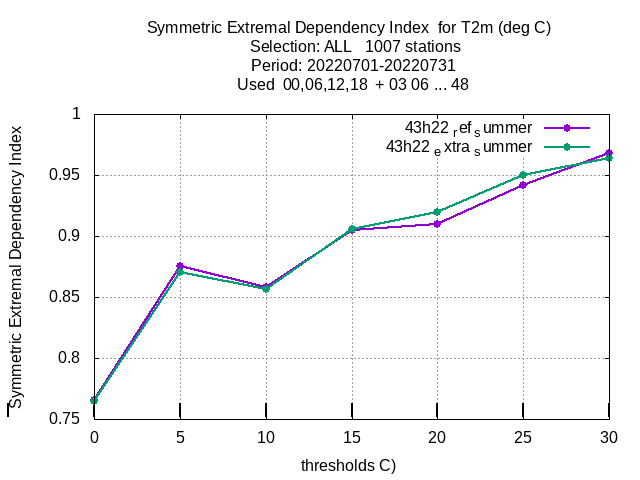 Symmetric Extremal Dependency Index  for T2m (deg C)
Selection: ALL   1007 stations
Period: 20220701-20220731
Used  00,06,12,18  + 03 06 ... 48
43h22 ref summer
43h22 extra summer
1
0.95
0.9
0.85
0.8
0.75
Symmetric Extremal Dependency Index
0 5 10 15 20 25 30
thresholds C)